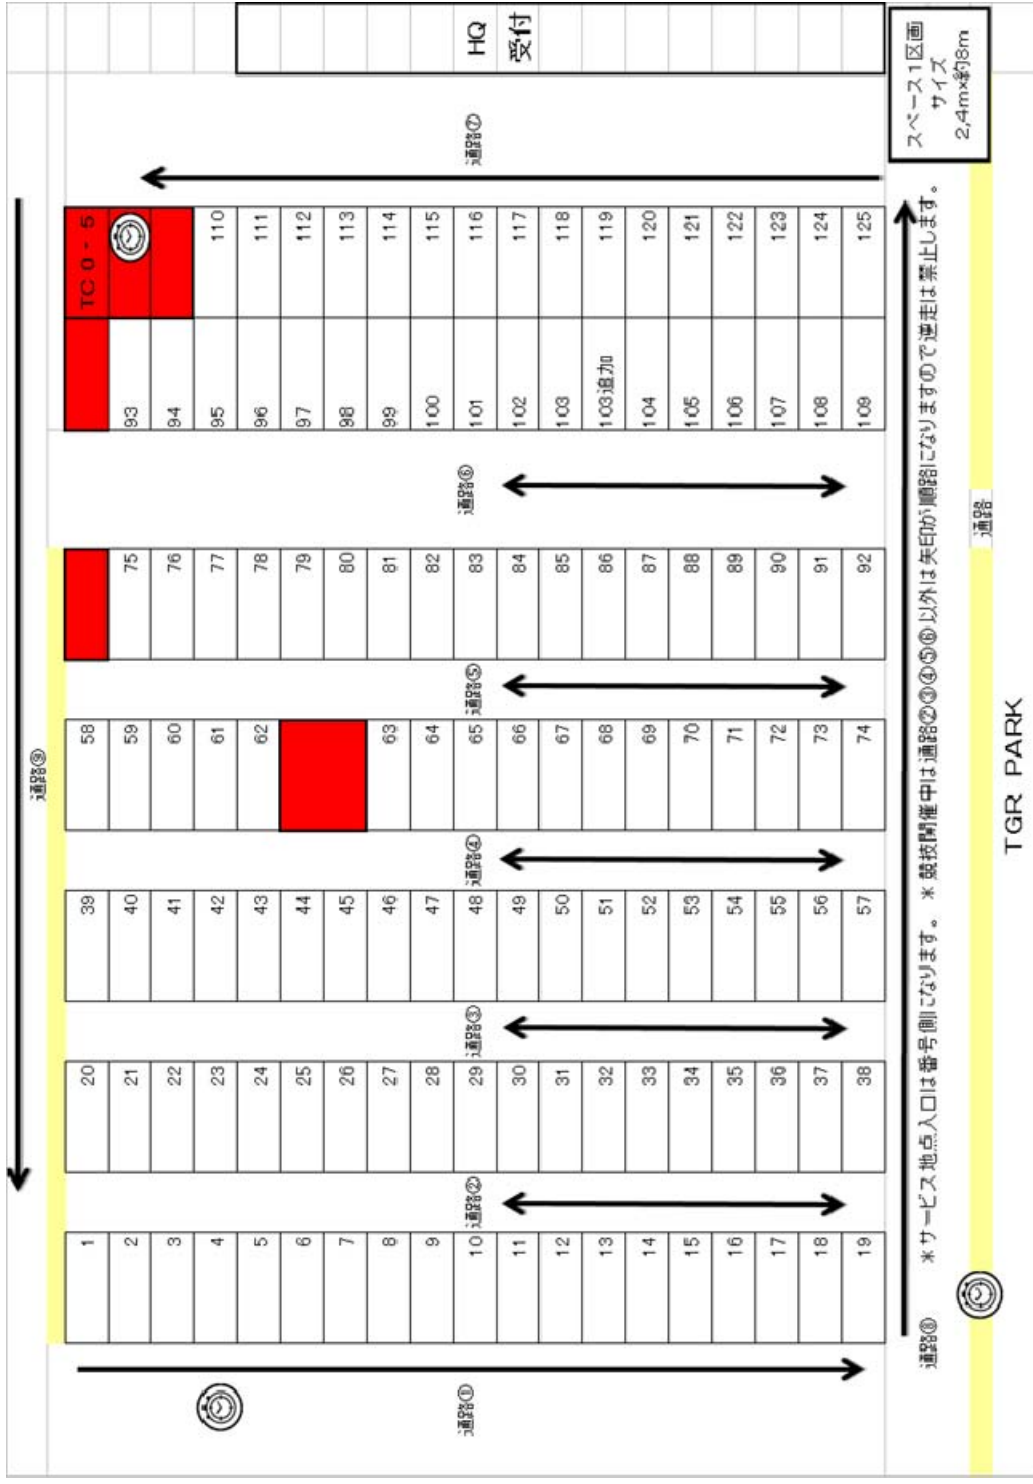 通路⑨
1 20 39 58 TC 0 - 5
2 21 40 59 75 93
3 22 41 60 76 94
4 23 42 61 77 95 110
5 24 43 62 78 96 111
6 25 44 79 97 112
7 26 45 80 98 113
8 27 46 63 81 99 114
9 28 47 64 82 100 115
通路① 10 通路② 29 通路③ 48 通路④ 65 通路⑤ 83 通路⑥ 101 116 通路⑦ HQ
11 30 49 66 84 102 117 受付
12 31 50 67 85 103 118
13 32 51 68 86 103追加 119
14 33 52 69 87 104 120
15 34 53 70 88 105 121
16 35 54 71 89 106 122
17 36 55 72 90 107 123
18 37 56 73 91 108 124
19 38 57 74 92 109 125
通路⑧ *サービス地点入口は番号側になります。 *競技開催中は通路②③④⑤⑥以外は矢印が順路になりますので逆走は禁止します。
スペース1区画
サイズ
2,4m×約8m
通路
TGR PARK